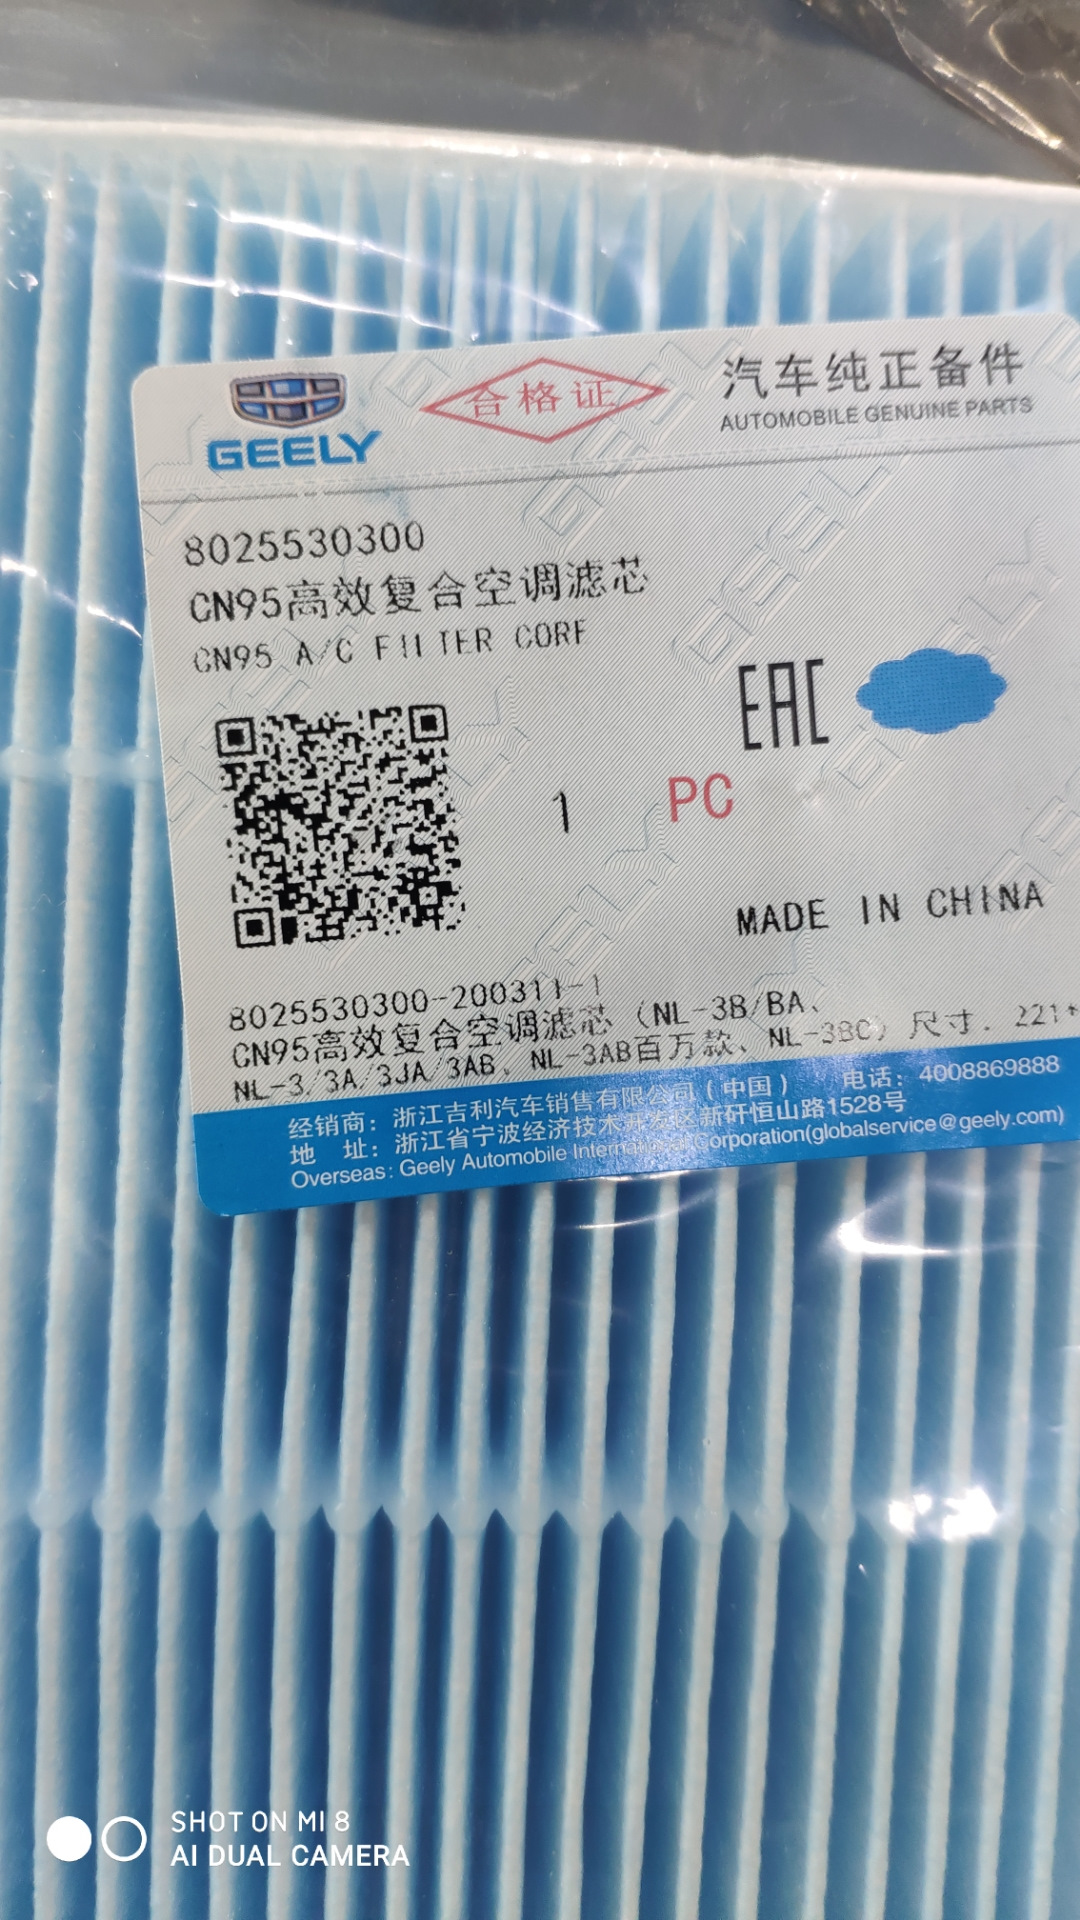 GEELY
合格证
汽车纯正备件
AUTOMOBILE GENUINE PARTS
8025530300
CN95高效复合空调滤芯
CN95 A/C FILTER CORE
EAC
1 PC
MADE IN CHINA
8025530300-200311-1
CN95高效复合空调滤芯（NL-3B/BA、
NL-3/3A/3JA/3AB、NL-3AB百万款、NL-3BC）尺寸．221*
经销商：浙江吉利汽车销售有限公司（中国） 电话：4008869888
地 址：浙江省宁波经济技术开发区新矸恒山路1528号
Overseas: Geely Automobile International Corporation(globalservice@geely.com)
SHOT ON MI 8
AI DUAL CAMERA